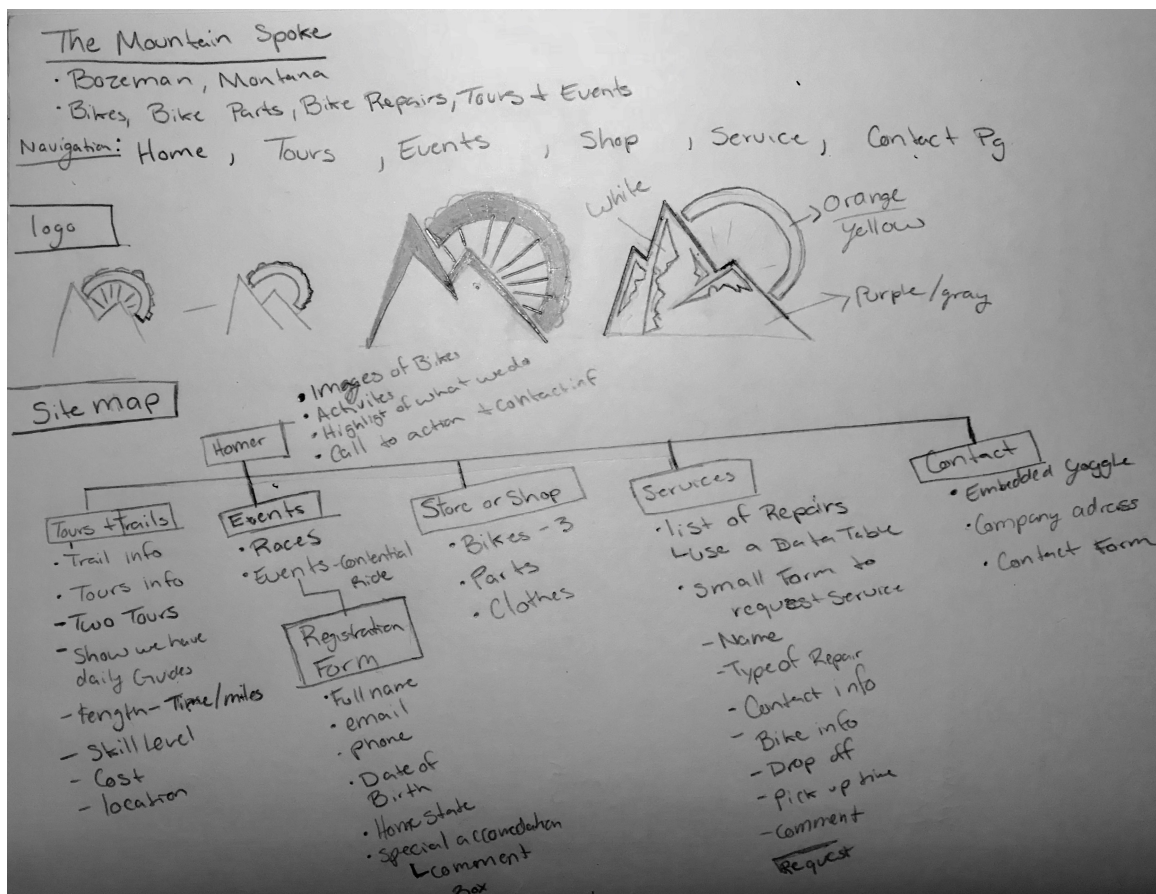 The Mountain Spoke
• Bozeman, Montana
• Bikes, Bike Parts, Bike Repairs, Tours + Events
Navigation: Home, Tours, Events, Shop, Service, Contact Pg
logo
White
Orange
Yellow
Purple/gray
Site map
• Images of Bikes
• Activites
• Highligt of what we do
• Call to action + contact inf
Homer
Tours + Trails
• Trail info
• Tours info
- Two Tours
- Show we have
daily Guides
- Length - Time/miles
- Skill Level
- Cost
- location
Events
• Races
• Events - Ride
Registration
Form
• Full name
• email
• phone
• Date of
Birth
• Home State
• Special accomedation
comment
Box
Store or Shop
• Bikes - 3
• Parts
• Clothes
Services
• list of Repairs
use a Data Table
• small Form to
request service
- Name
- Type of Repair
- Contact info
- Bike info
- Drop off
- Pick up time
- Comment
Request
Contact
• Embedded goggle
• Company adress
• Contact Form